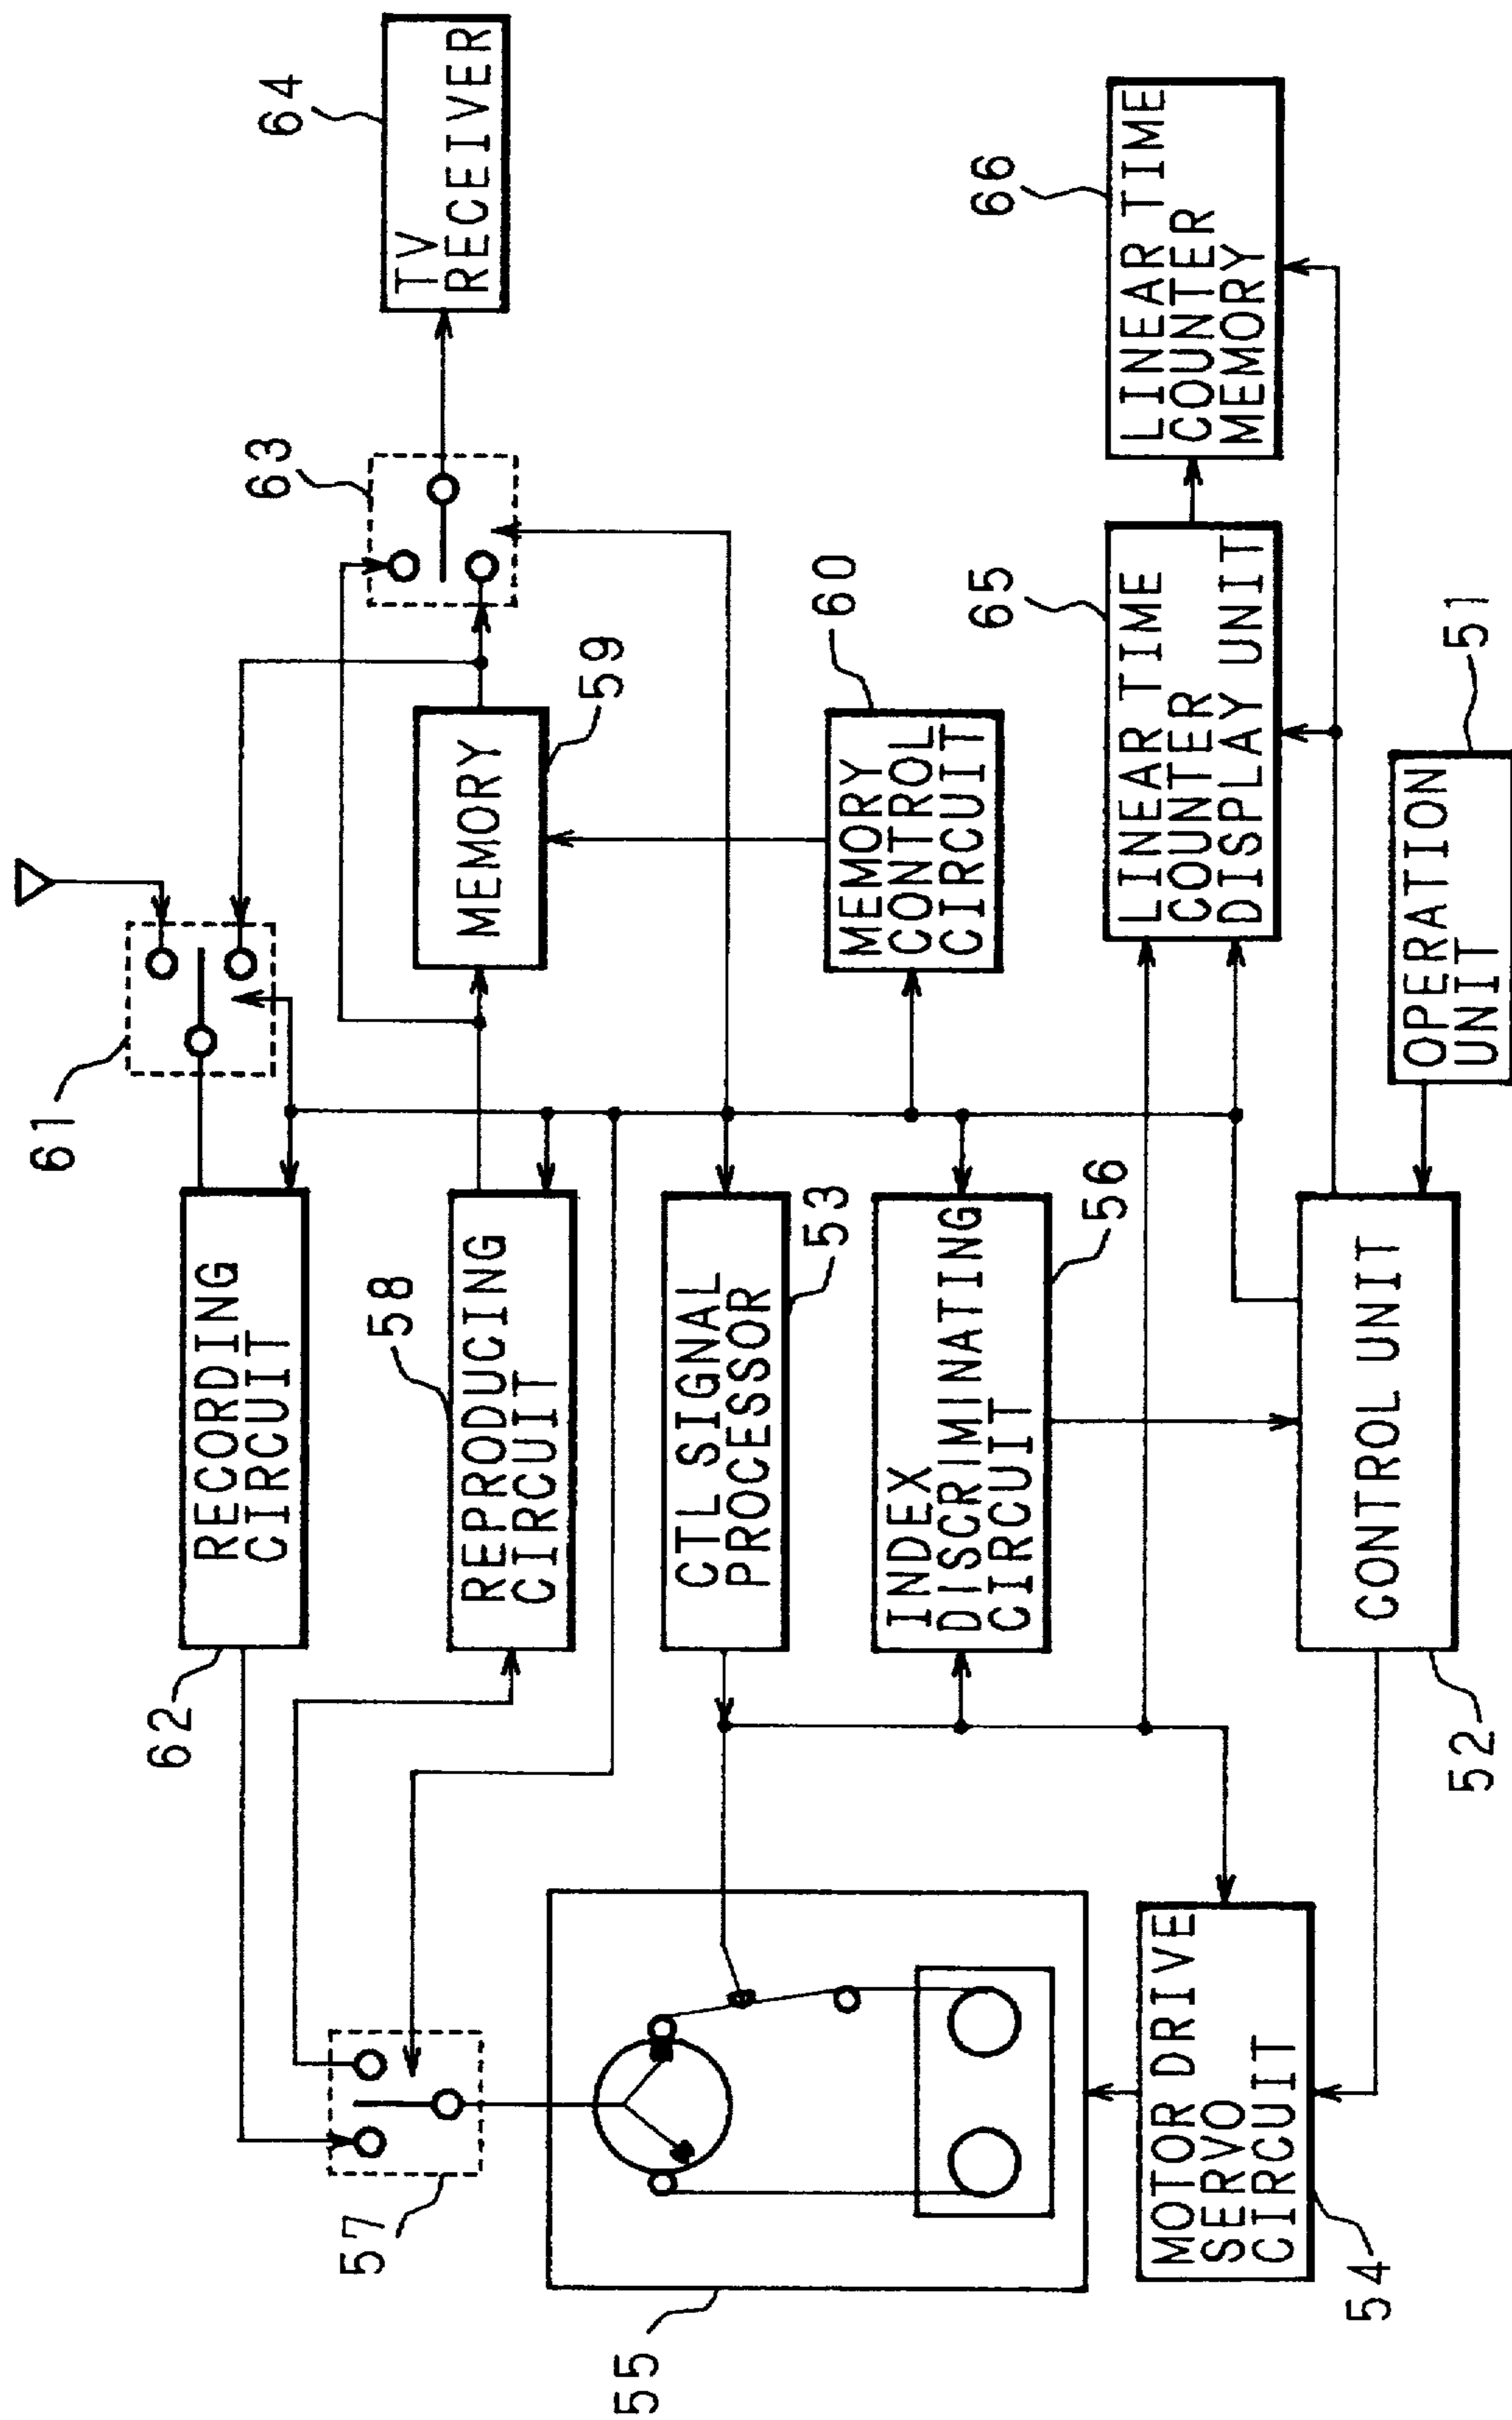 61
62
RECORDING
CIRCUIT
57
58
REPRODUCING
CIRCUIT
59
MEMORY
63
64
TV
RECEIVER
55
CTL SIGNAL
PROCESSOR
53
INDEX
DISCRIMINATING
CIRCUIT
56
MEMORY
CONTROL
CIRCUIT
60
54
MOTOR DRIVE
SERVO
CIRCUIT
52
CONTROL UNIT
65
LINEAR TIME
COUNTER
DISPLAY UNIT
66
LINEAR TIME
COUNTER
MEMORY
OPERATION
UNIT
51